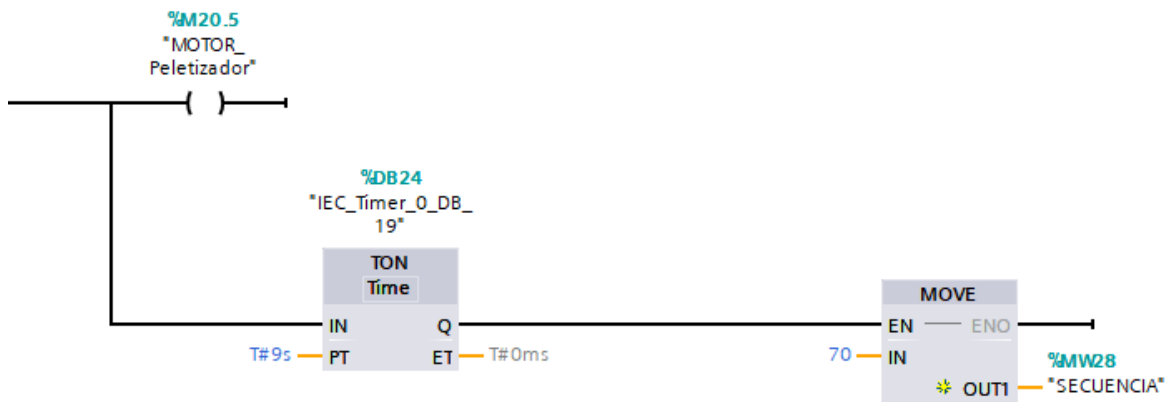 %M20.5
"MOTOR_
Peletizador"
%DB24
"IEC_Timer_0_DB_
19"
TON
Time
IN Q
T#9s PT ET T#0ms
MOVE
EN ENO
70 IN
%MW28
OUT1 "SECUENCIA"